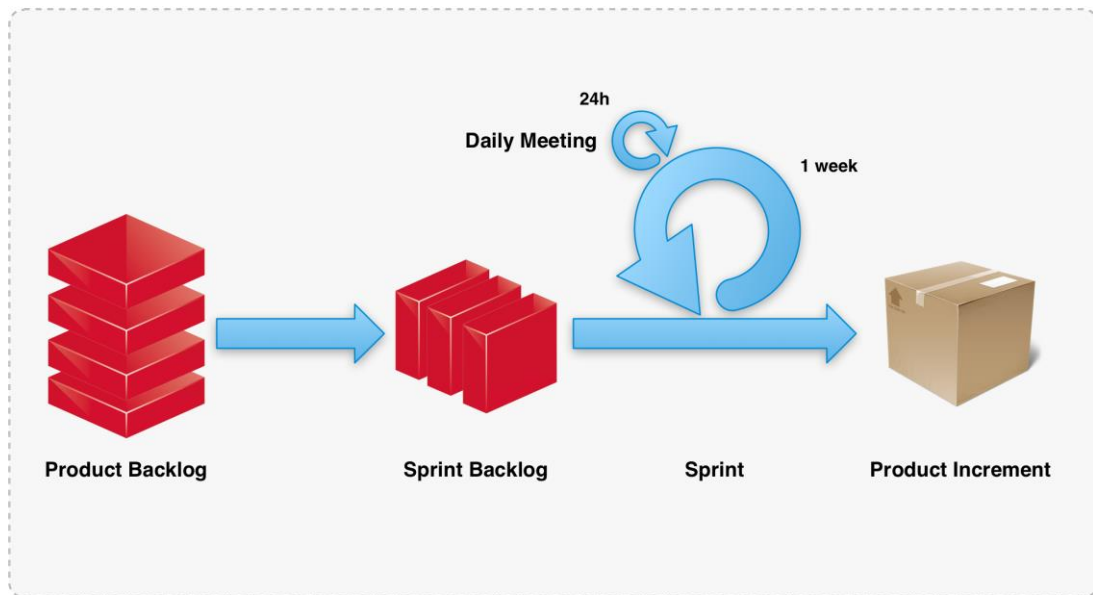 24h
Daily Meeting
1 week
Product Backlog
Sprint Backlog
Sprint
Product Increment